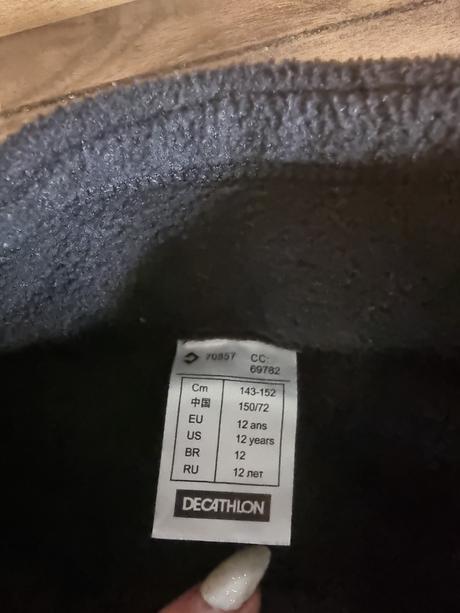 70857 CC:
69782
Cm 143-152
中国 150/72
EU 12 ans
US 12 years
BR 12
RU 12 лет
DECATHLON